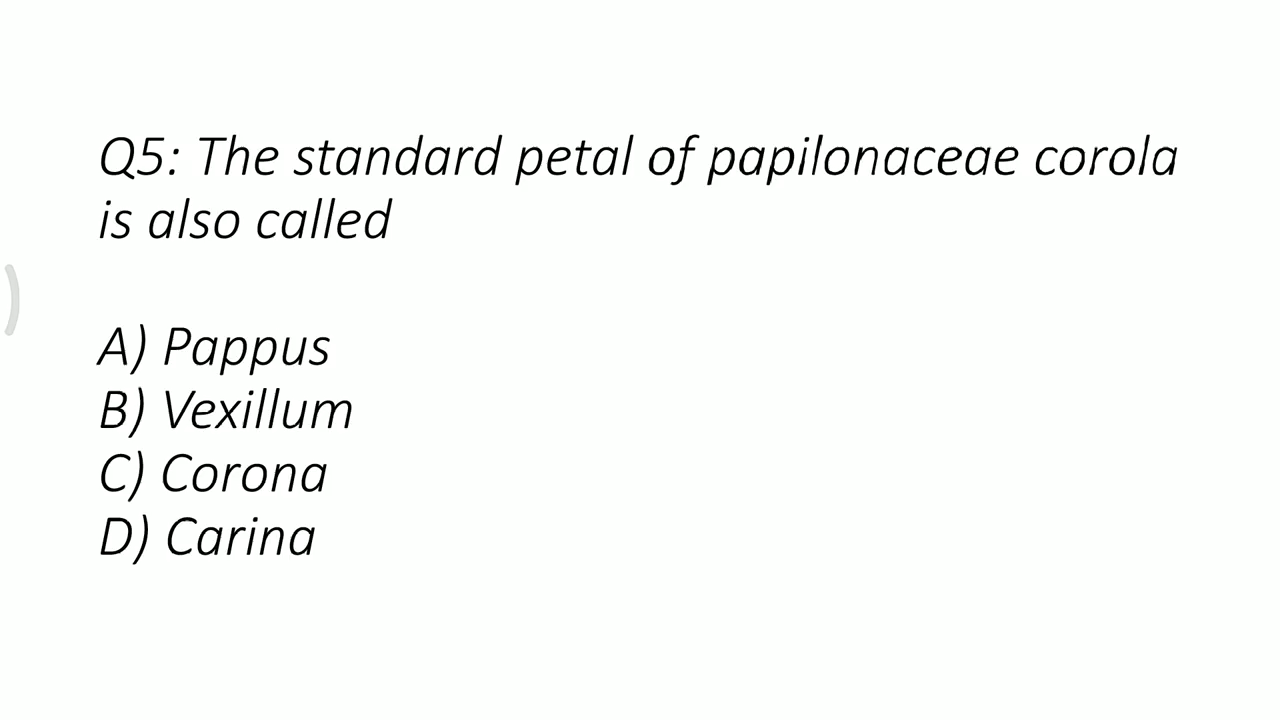 Q5: The standard petal of papilonaceae corola
is also called
A) Pappus
B) Vexillum
C) Corona
D) Carina